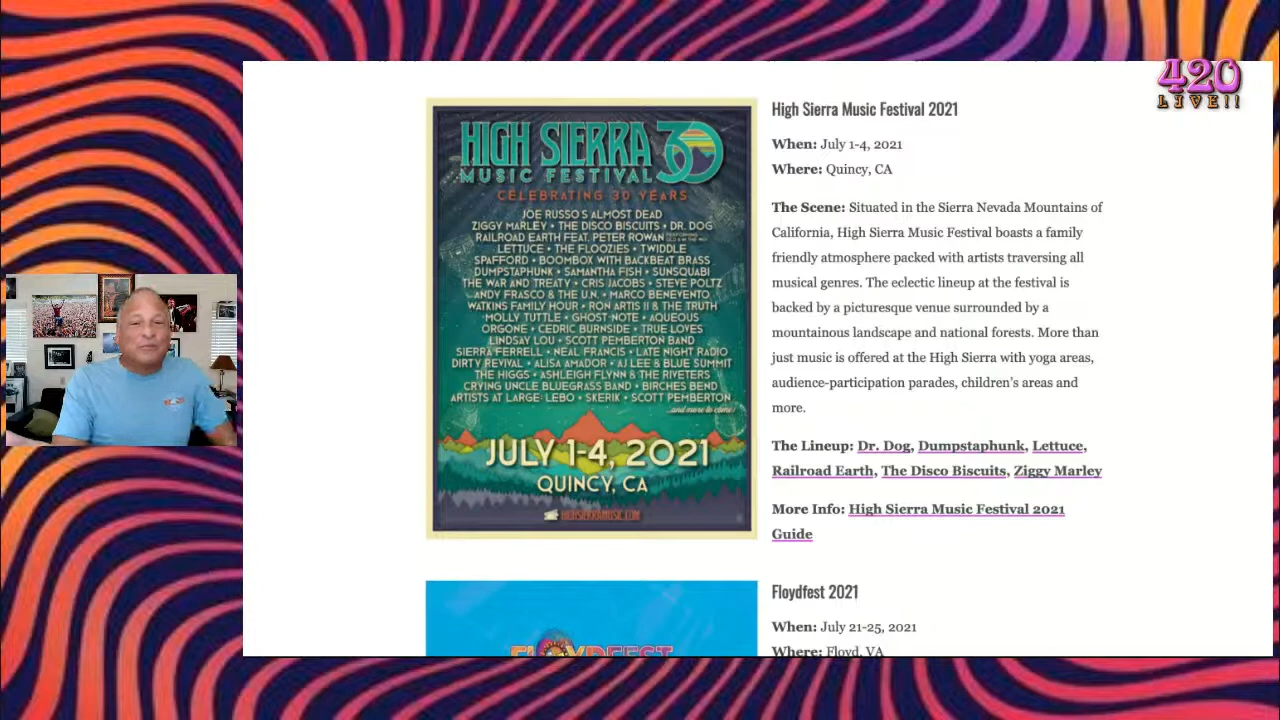 420
LIVE!!
HIGH SIERRA 30
MUSIC FESTIVAL
CELEBRATING 30 YEARS
JOE RUSSO'S ALMOST DEAD
ZIGGY MARLEY • THE DISCO BISCUITS • DR. DOG
RAILROAD EARTH FEAT. PETER ROWAN
LETTUCE • THE FLOOZIES • TWIDDLE
SPAFFORD • BOOMBOX WITH BACKBEAT BRASS
DUMPSTAPHUNK • SAMANTHA FISH • SUNSQUABI
THE WAR AND TREATY • CRIS JACOBS • STEVE POLTZ
ANDY FRASCO & THE U.N. • MARCO BENEVENTO
WATKINS FAMILY HOUR • RON ARTIS II & THE TRUTH
MOLLY TUTTLE • GHOST-NOTE • AQUEOUS
ORGONE • CEDRIC BURNSIDE • TRUE LOVES
LINDSAY LOU • SCOTT PEMBERTON BAND
SIERRA FERRELL • NEAL FRANCIS • LATE NIGHT RADIO
DIRTY REVIVAL • ALISA AMADOR • AJ LEE & BLUE SUMMIT
THE HIGGS • ASHLEIGH FLYNN & THE RIVETERS
CRYING UNCLE BLUEGRASS BAND • BIRCHES BEND
ARTISTS AT LARGE: LEBO • SKERIK • SCOTT PEMBERTON
...and more to come!
JULY 1-4, 2021
QUINCY, CA
HIGHSIERRAMUSIC.COM
High Sierra Music Festival 2021
When: July 1-4, 2021
Where: Quincy, CA
The Scene: Situated in the Sierra Nevada Mountains of
California, High Sierra Music Festival boasts a family
friendly atmosphere packed with artists traversing all
musical genres. The eclectic lineup at the festival is
backed by a picturesque venue surrounded by a
mountainous landscape and national forests. More than
just music is offered at the High Sierra with yoga areas,
audience-participation parades, children's areas and
more.
The Lineup: Dr. Dog, Dumpstaphunk, Lettuce,
Railroad Earth, The Disco Biscuits, Ziggy Marley
More Info: High Sierra Music Festival 2021
Guide
FLOYDFEST
Floydfest 2021
When: July 21-25, 2021
Where: Floyd, VA